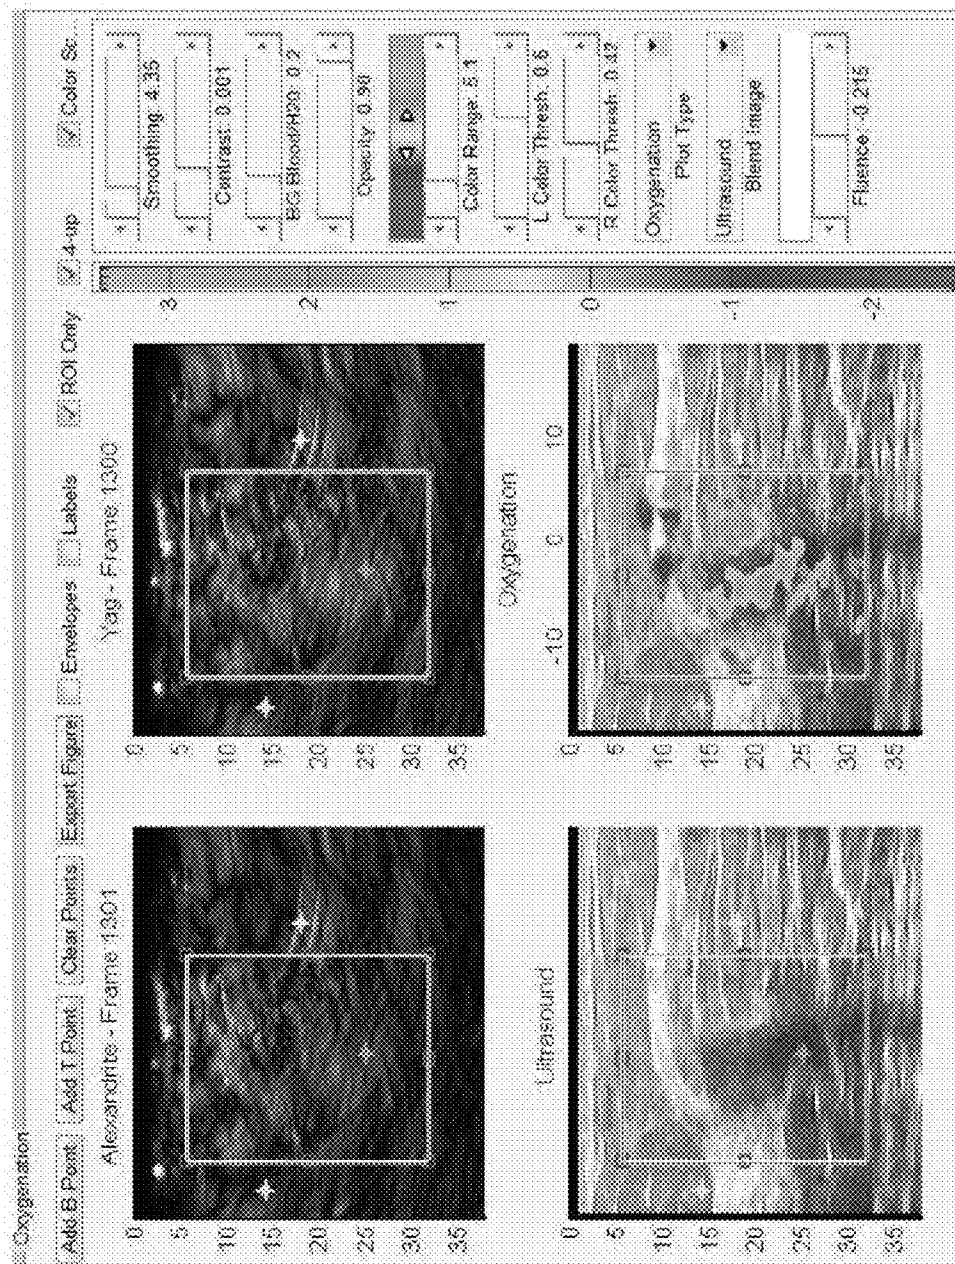 Oxygenation
Add B Point Add T Point Clear Points Export Figure Envelopes Labels ROI Only 4-up Color Sc...
Alexandrite - Frame 1301
0
5
10
15
20
25
30
35
Yag - Frame 1300
0
5
10
15
20
25
30
35
Ultrasound
0
5
10
15
20
25
30
35
Oxygenation
-10 0 10
0
5
10
15
20
25
30
35
3
2
1
0
-1
-2
Smoothing: 4.35
Contrast: 0.001
BG Blood/H20: 0.2
Opacity: 0.98
Color Range: 5.1
L Color Thresh: 0.6
R Color Thresh: 0.42
Oxygenation
Plot Type
Ultrasound
Blend Image
Fluence: -0.215